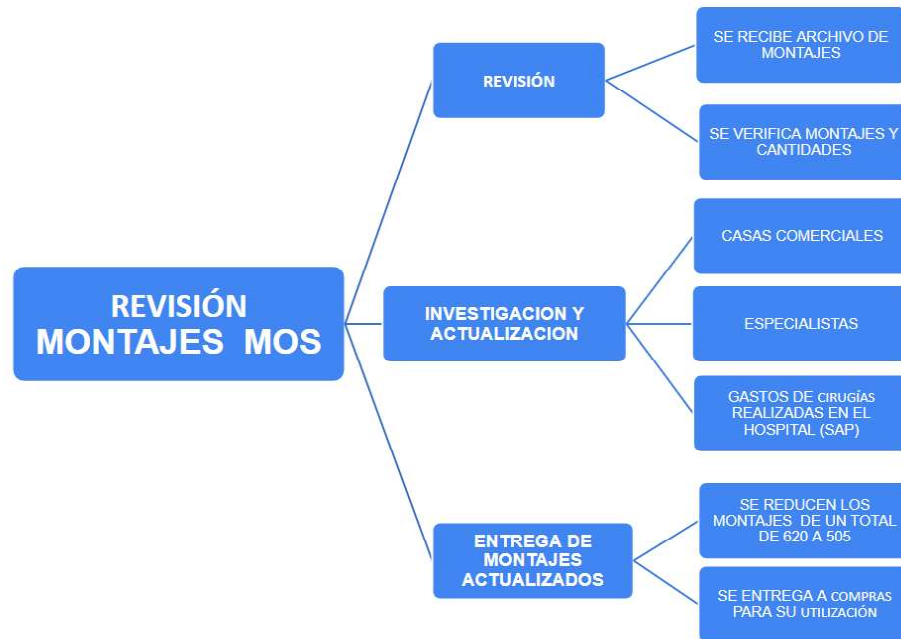 REVISIÓN
MONTAJES MOS
REVISIÓN
SE RECIBE ARCHIVO DE
MONTAJES
SE VERIFICA MONTAJES Y
CANTIDADES
INVESTIGACION Y
ACTUALIZACION
CASAS COMERCIALES
ESPECIALISTAS
GASTOS DE CIRUGÍAS
REALIZADAS EN EL
HOSPITAL (SAP)
ENTREGA DE
MONTAJES
ACTUALIZADOS
SE REDUCEN LOS
MONTAJES DE UN TOTAL
DE 620 A 505
SE ENTREGA A COMPRAS
PARA SU UTILIZACIÓN